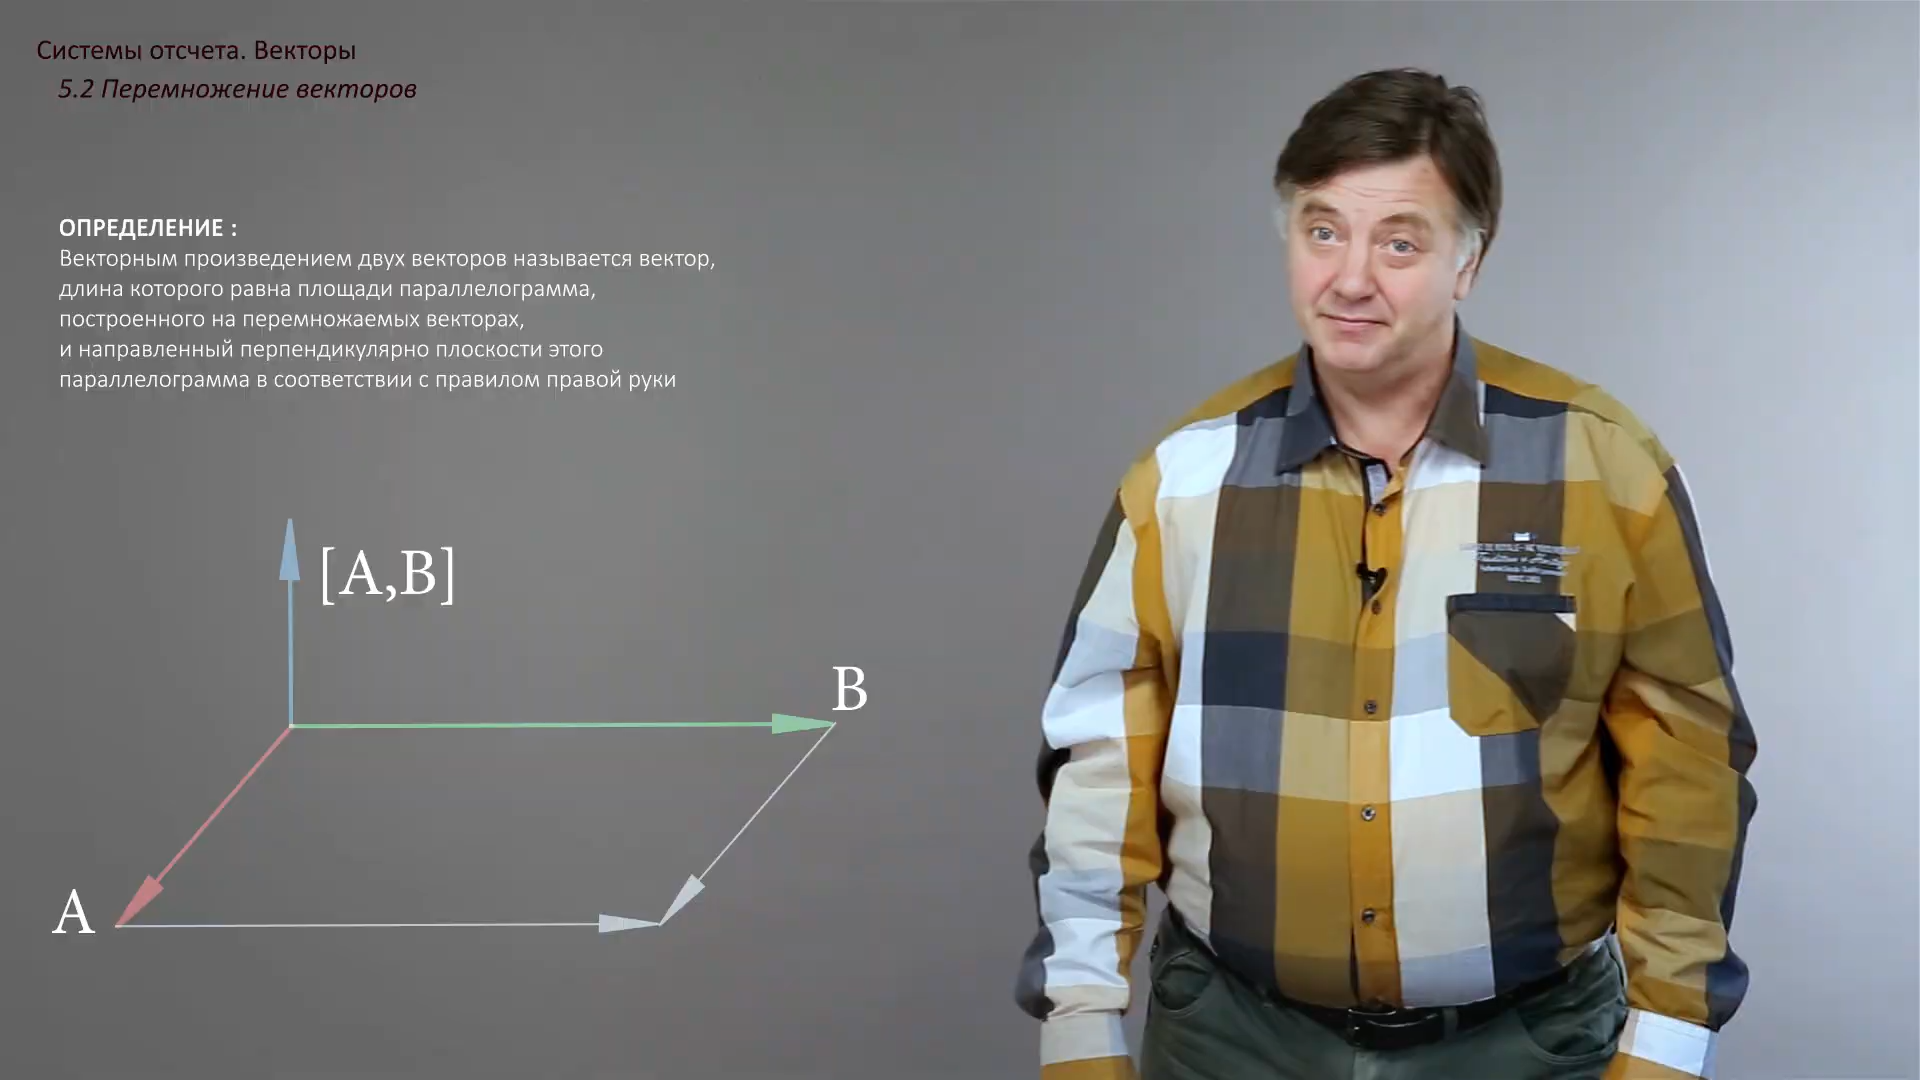 Системы отсчета. Векторы
5.2 Перемножение векторов
ОПРЕДЕЛЕНИЕ :
Векторным произведением двух векторов называется вектор,
длина которого равна площади параллелограмма,
построенного на перемножаемых векторах,
и направленный перпендикулярно плоскости этого
параллелограмма в соответствии с правилом правой руки
[A,B]
B
A